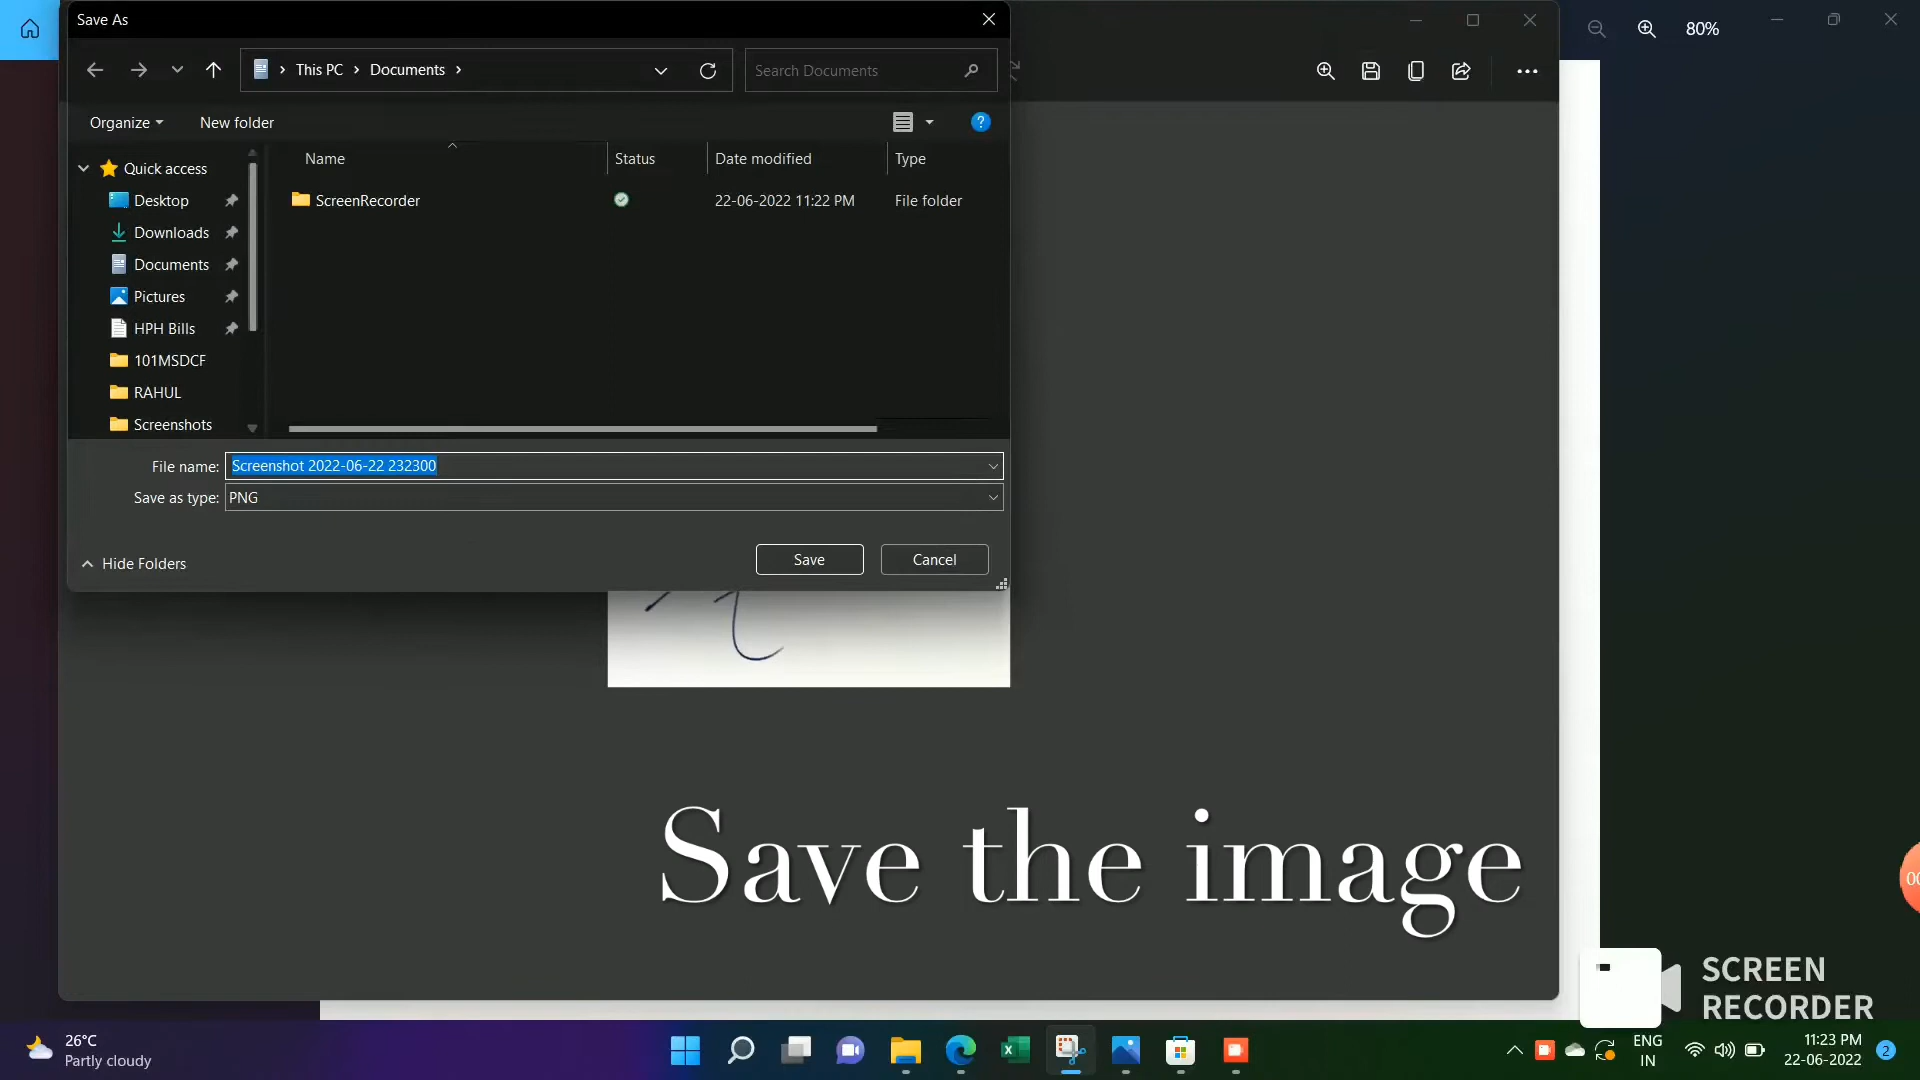 Save As
80%
This PC
Documents
Search Documents
Organize
New folder
?
Name
Status
Date modified
Type
Quick access
Desktop
Downloads
Documents
Pictures
HPH Bills
101MSDCF
RAHUL
Screenshots
ScreenRecorder
22-06-2022 11:22 PM
File folder
File name: Screenshot 2022-06-22 232300
Save as type: PNG
Hide Folders
Save
Cancel
Save the image
00
SCREEN
RECORDER
26°C
Partly cloudy
ENG
IN
11:23 PM
22-06-2022
2